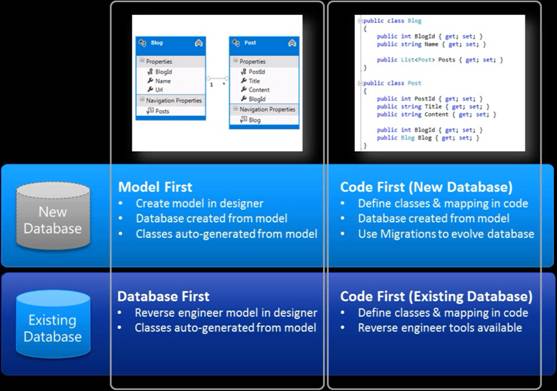 Blog
Properties
BlogId
Name
Url
Navigation Properties
Posts
1
*
Post
Properties
PostId
Title
Content
BlogId
Navigation Properties
Blog
public class Blog
{
public int BlogId { get; set; }
public string Name { get; set; }
public List<Post> Posts { get; set; }
}
public class Post
{
public int PostId { get; set; }
public string Title { get; set; }
public string Content { get; set; }
public int BlogId { get; set; }
public Blog Blog { get; set; }
}
New
Database
Model First
• Create model in designer
• Database created from model
• Classes auto-generated from model
Code First (New Database)
• Define classes & mapping in code
• Database created from model
• Use Migrations to evolve database
Existing
Database
Database First
• Reverse engineer model in designer
• Classes auto-generated from model
Code First (Existing Database)
• Define classes & mapping in code
• Reverse engineer tools available